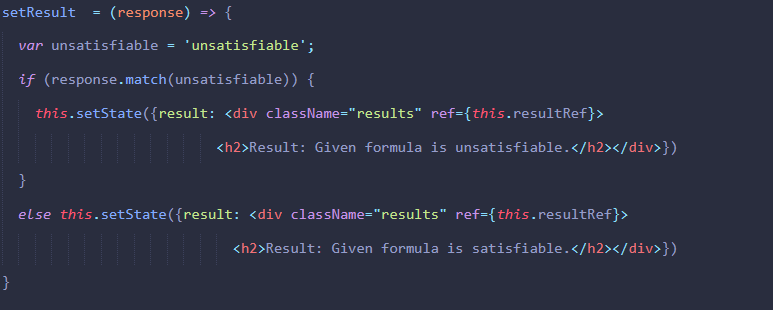 setResult  = (response) => {
  var unsatisfiable = 'unsatisfiable';
  if (response.match(unsatisfiable)) {
    this.setState({result: <div className="results" ref={this.resultRef}>
                          <h2>Result: Given formula is unsatisfiable.</h2></div>})
  }
  else this.setState({result: <div className="results" ref={this.resultRef}>
                            <h2>Result: Given formula is satisfiable.</h2></div>})
}